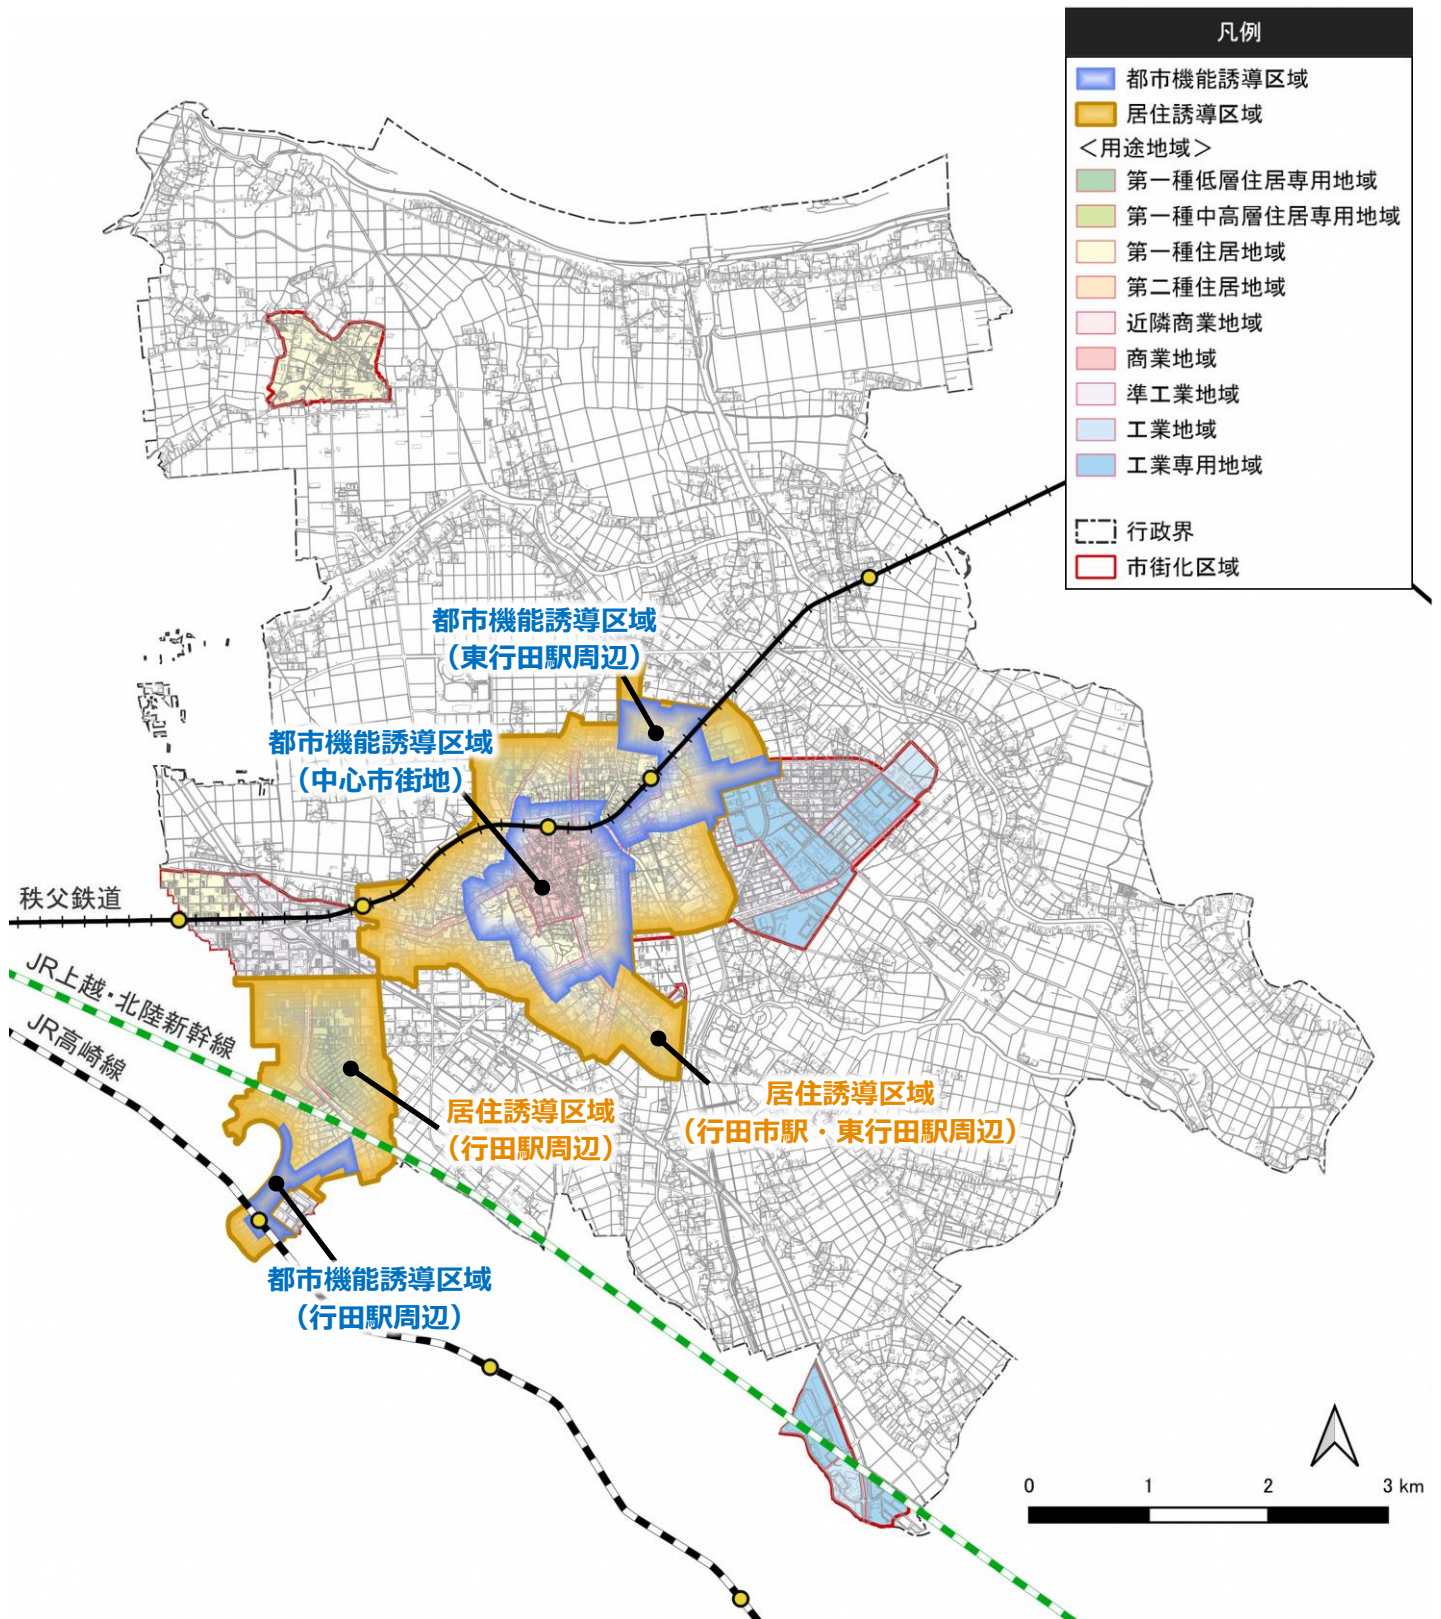 凡例
都市機能誘導区域
居住誘導区域
＜用途地域＞
第一種低層住居専用地域
第一種中高層住居専用地域
第一種住居地域
第二種住居地域
近隣商業地域
商業地域
準工業地域
工業地域
工業専用地域
行政界
市街化区域
都市機能誘導区域
（東行田駅周辺）
都市機能誘導区域
（中心市街地）
秩父鉄道
JR上越・北陸新幹線
JR高崎線
居住誘導区域
（行田駅周辺）
居住誘導区域
（行田市駅・東行田駅周辺）
都市機能誘導区域
（行田駅周辺）
0 1 2 3 km